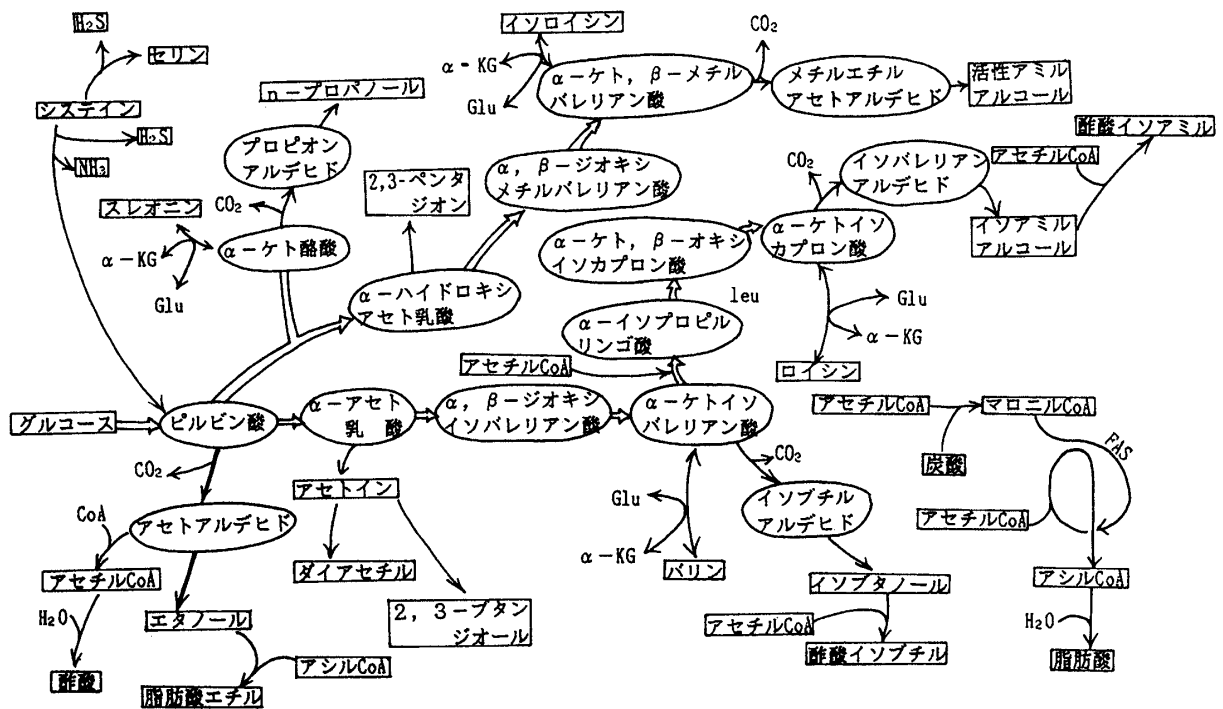 H₂S
セリン
システイン
H₂S
NH₃
n－プロパノール
プロピオン
アルデヒド
スレオニン
CO₂
α－KG
Glu
α－ケト酪酸
2,3-ペンタ
ジオン
α－ハイドロキシ
アセト乳酸
イソロイシン
α－KG
Glu
α－ケト，β－メチル
バレリアン酸
CO₂
メチルエチル
アセトアルデヒド
活性アミル
アルコール
α，β－ジオキシ
メチルバレリアン酸
酢酸イソアミル
CO₂
イソバレリアン
アルデヒド
アセチルCoA
イソアミル
アルコール
α－ケト，β－オキシ
イソカプロン酸
α－ケトイソ
カプロン酸
leu
Glu
α－KG
ロイシン
α－イソプロピル
リンゴ酸
アセチルCoA
グルコース
ピルビン酸
α－アセト
乳　酸
α，β－ジオキシ
イソバレリアン酸
α－ケトイソ
バレリアン酸
アセチルCoA
マロニルCoA
炭酸
FAS
アセチルCoA
アシルCoA
H₂O
脂肪酸
CO₂
アセトアルデヒド
CoA
アセチルCoA
H₂O
酢酸
エタノール
アシルCoA
脂肪酸エチル
アセトイン
ダイアセチル
２，３－ブタン
ジオール
Glu
α－KG
バリン
CO₂
イソブチル
アルデヒド
イソブタノール
アセチルCoA
酢酸イソブチル